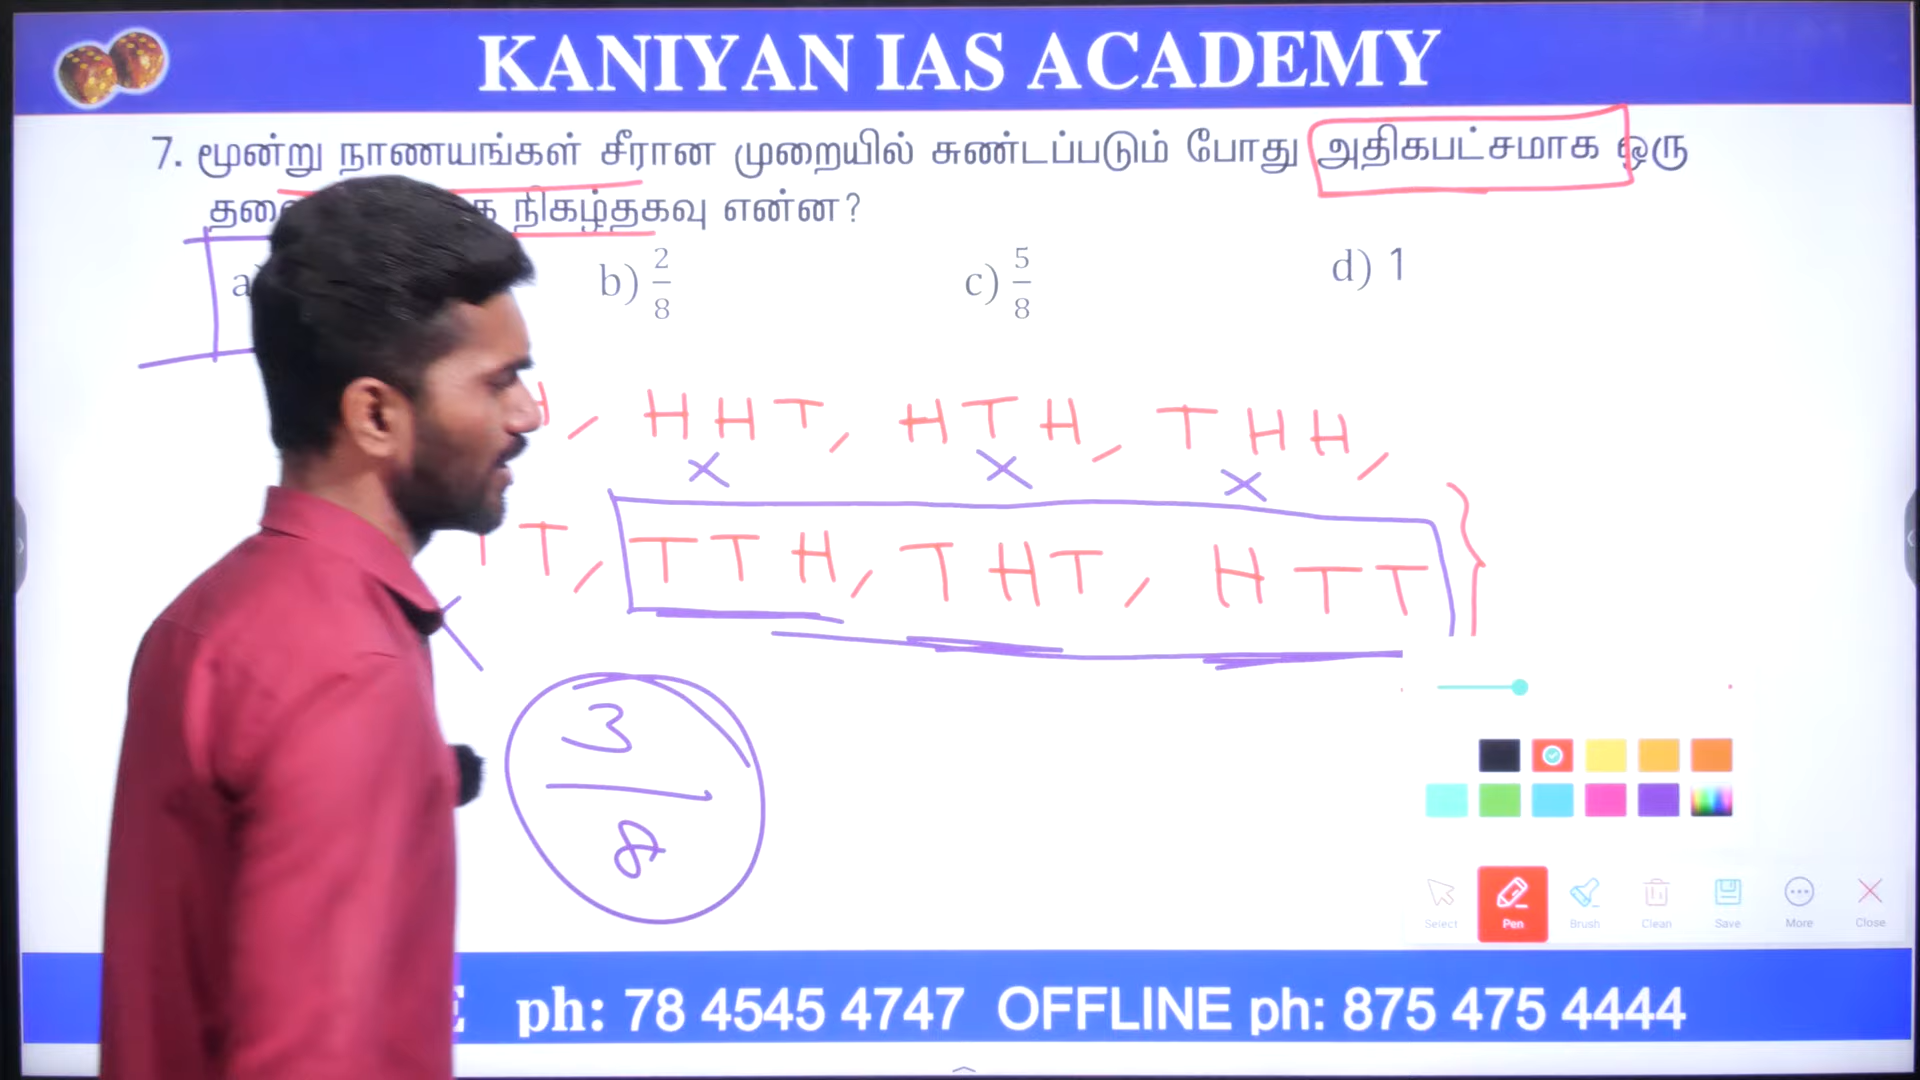 KANIYAN IAS ACADEMY
7. மூன்று நாணயங்கள் சீரான முறையில் சுண்டப்படும் போது அதிகபட்சமாக ஒரு
நிகழ்தகவு என்ன?
a) b) 2/8 c) 5/8 d) 1
H, HHT, HTH, THH,
TT, TTH, THT, HTT
3/8
Select Pen Brush Clean Save More Close
ph: 78 4545 4747 OFFLINE ph: 875 475 4444